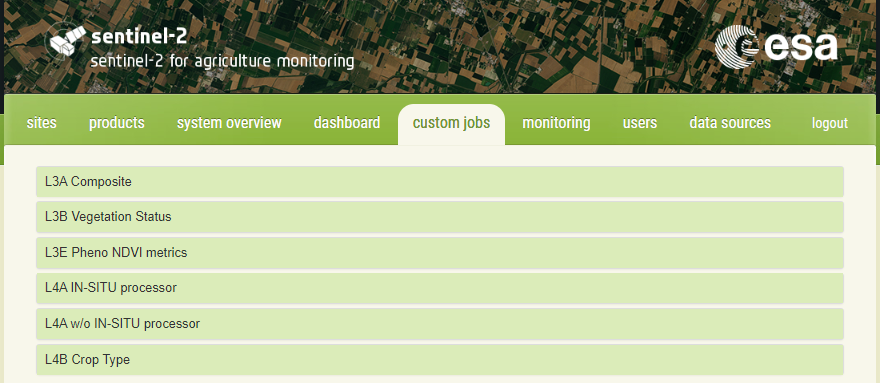 sentinel-2
sentinel-2 for agriculture monitoring
esa
sites products system overview dashboard custom jobs monitoring users data sources logout
L3A Composite
L3B Vegetation Status
L3E Pheno NDVI metrics
L4A IN-SITU processor
L4A w/o IN-SITU processor
L4B Crop Type